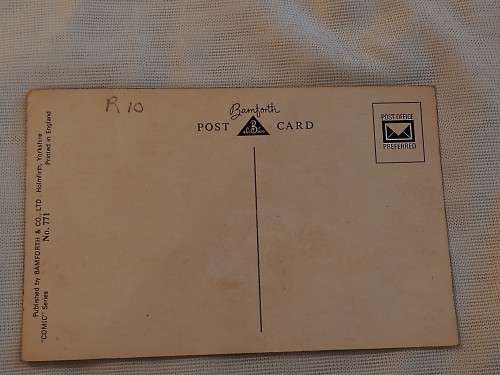 R 10
Bamforth
POST CARD
POST OFFICE
PREFERRED
Published by BAMFORTH & CO., LTD. Holmfirth, Yorkshire
"COMIC" Series No. 771 Printed in England